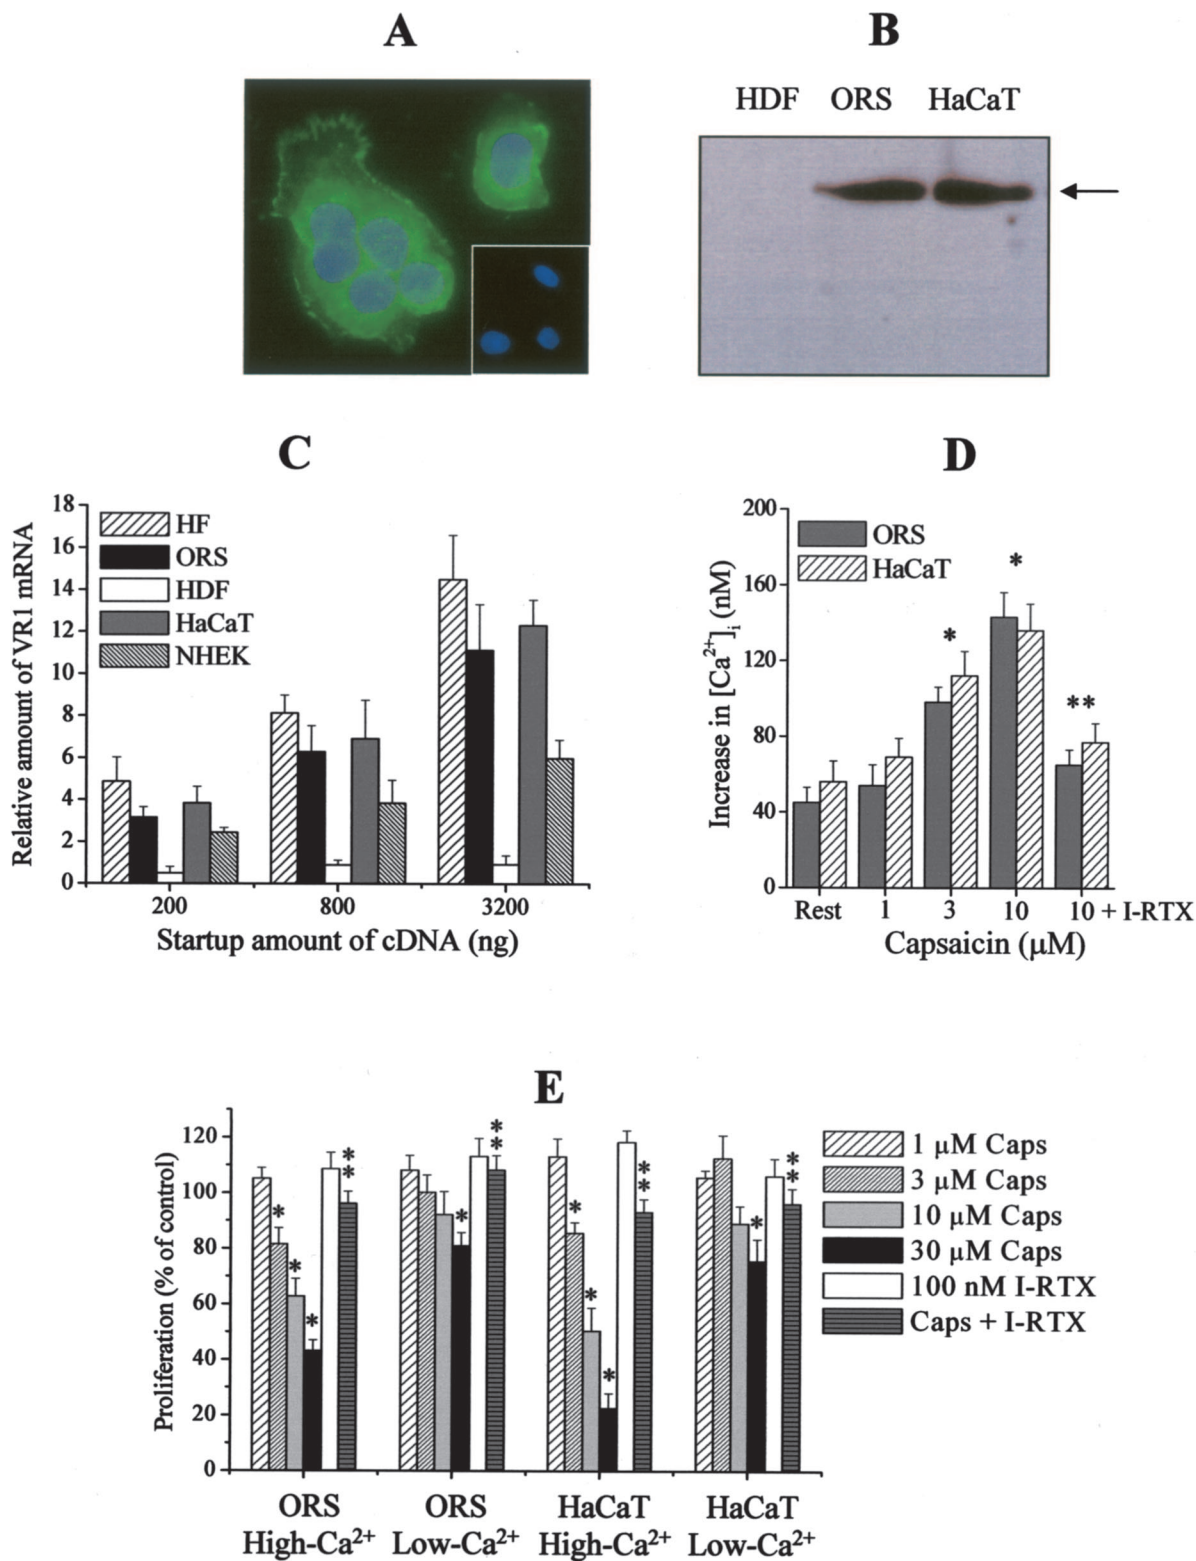 A
B
HDF ORS HaCaT
C
18
16
14
12
10
8
6
4
2
0
Relative amount of VR1 mRNA
HF
ORS
HDF
HaCaT
NHEK
200 800 3200
Startup amount of cDNA (ng)
D
200
160
120
80
40
0
Increase in [Ca²⁺]ᵢ (nM)
ORS
HaCaT
*
*
**
Rest 1 3 10 10 + I-RTX
Capsaicin (μM)
E
120
100
80
60
40
20
0
Proliferation (% of control)
* * * **
* **
* * * **
* **
1 μM Caps
3 μM Caps
10 μM Caps
30 μM Caps
100 nM I-RTX
Caps + I-RTX
ORS ORS HaCaT HaCaT
High-Ca²⁺ Low-Ca²⁺ High-Ca²⁺ Low-Ca²⁺